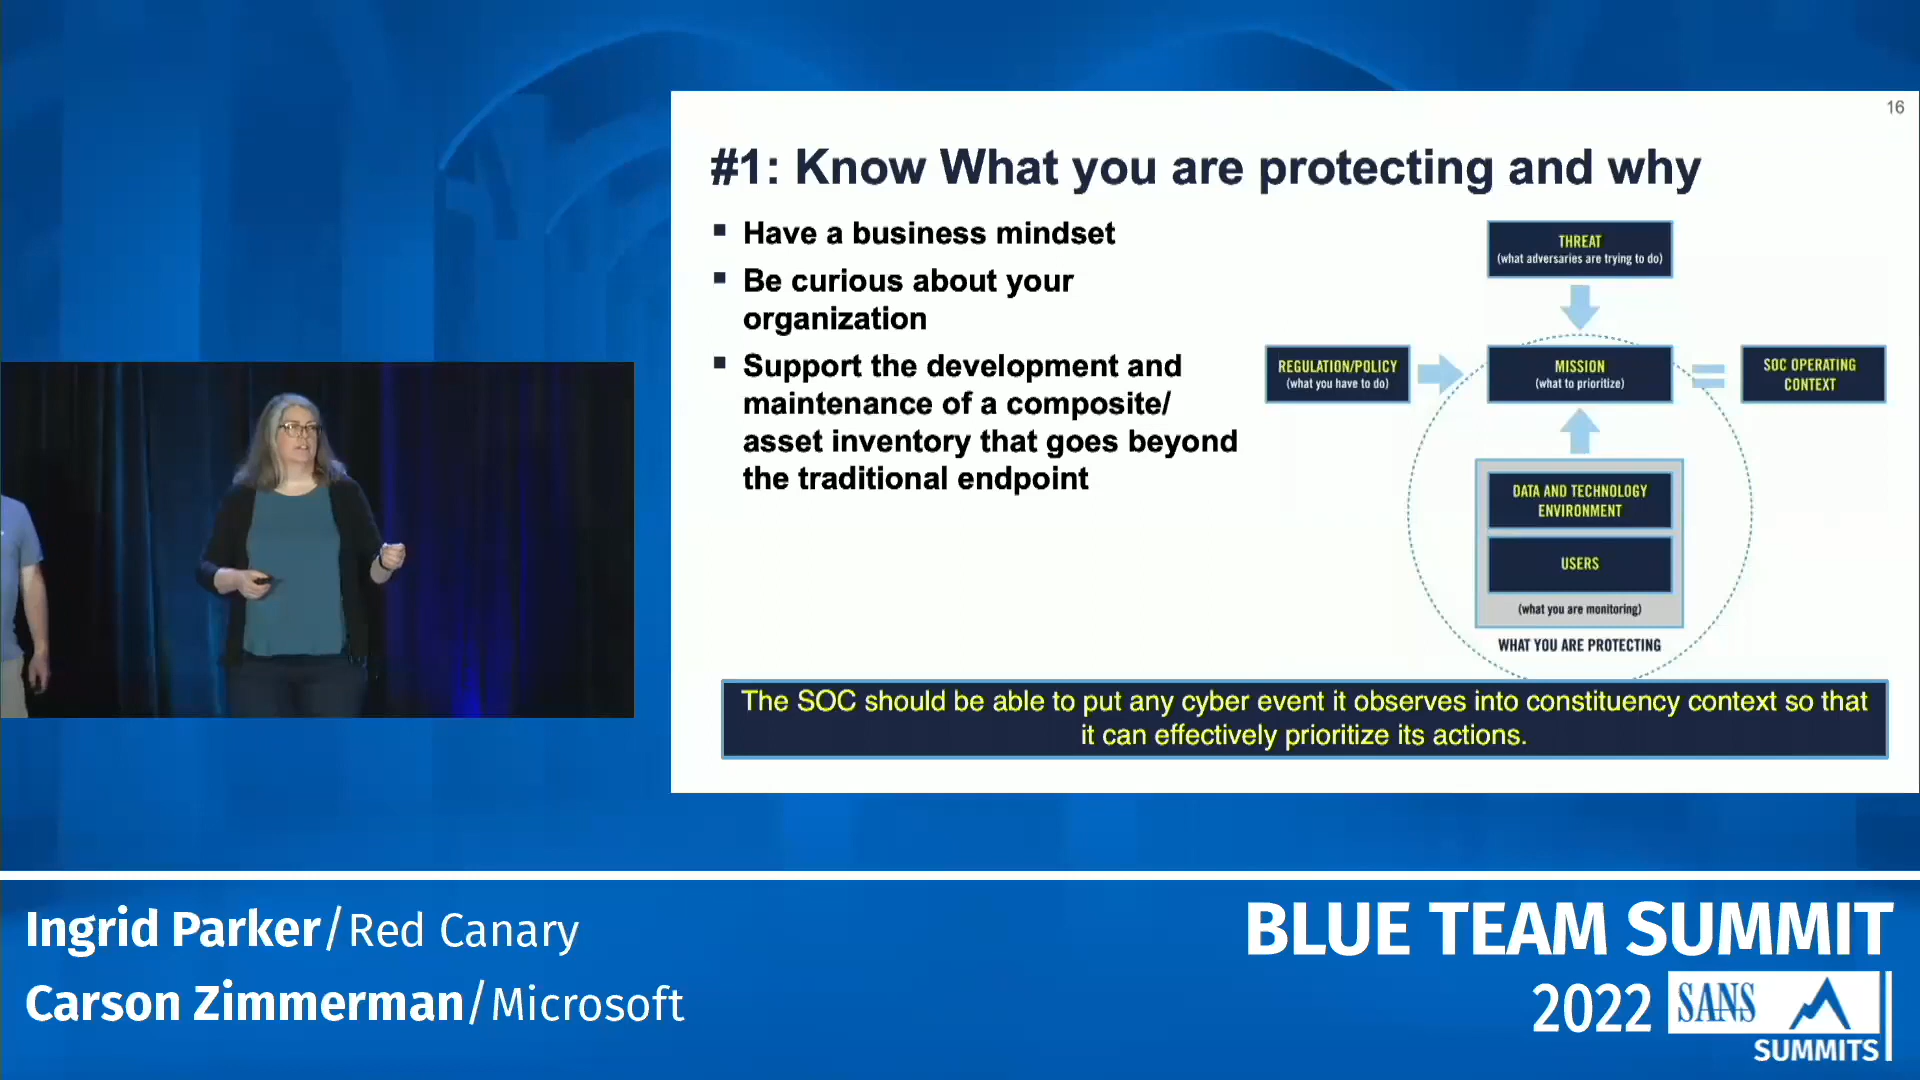 16
#1: Know What you are protecting and why
Have a business mindset
Be curious about your
organization
Support the development and
maintenance of a composite/
asset inventory that goes beyond
the traditional endpoint
THREAT
(what adversaries are trying to do)
REGULATION/POLICY
(what you have to do)
MISSION
(what to prioritize)
SOC OPERATING
CONTEXT
DATA AND TECHNOLOGY
ENVIRONMENT
USERS
(what you are monitoring)
WHAT YOU ARE PROTECTING
The SOC should be able to put any cyber event it observes into constituency context so that
it can effectively prioritize its actions.
Ingrid Parker/Red Canary
Carson Zimmerman/Microsoft
BLUE TEAM SUMMIT
2022 SANS
SUMMITS